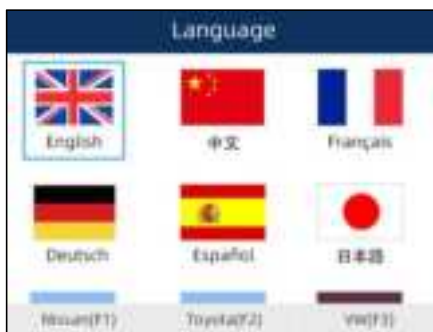 Language
English 中文 Français
Deutsch Español 日本語
Nissan(F1) Toyota(F2) VW(F3)